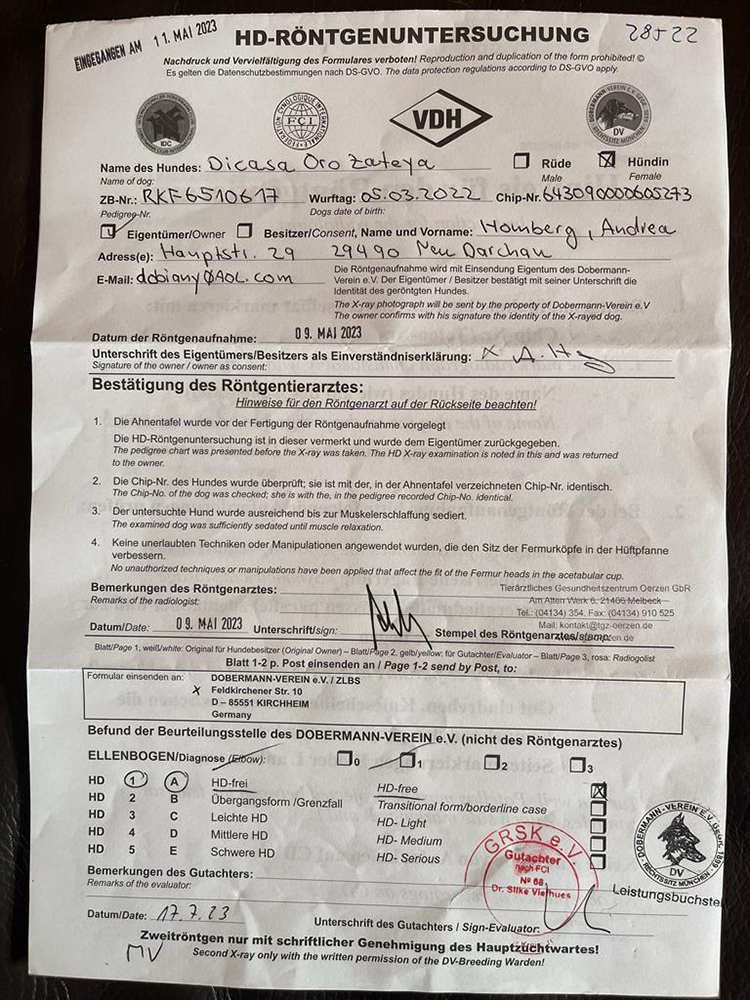 EINGEGANGEN AM 11. MAI 2023
HD-RÖNTGENUNTERSUCHUNG
28522
Nachdruck und Vervielfältigung des Formulares verboten! Reproduction and duplication of the form prohibited! ©
Es gelten die Datenschutzbestimmungen nach DS-GVO. The data protection regulations according to DS-GVO apply.
IDC
FEDERATION CYNOLOGIQUE INTERNATIONALE
FCI
VDH
DOBERMANN-VEREIN E.V.
DV
Name des Hundes: Dicasa Oro Zateya
Rüde
Hündin
Name of dog:
Male
Female
ZB-Nr.: RKF6510617 Wurftag: 05.03.2022 Chip-Nr. 643090000605273
Pedigree-Nr.
Dogs date of birth:
Eigentümer/Owner Besitzer/Consent, Name und Vorname: Homberg, Andrea
Adress(e): Hauptstr. 29 29490 Neu Darchau
E-Mail: dobiany@AOL.com
Die Röntgenaufnahme wird mit Einsendung Eigentum des Dobermann-
Verein e.V. Der Eigentümer / Besitzer bestätigt mit seiner Unterschrift die
Identität des geröngten Hundes.
The X-ray photograph will be sent by the property of Dobermann-Verein e.V
The owner confirms with his signature the identity of the X-rayed dog.
Datum der Röntgenaufnahme: 09. MAI 2023
Unterschrift des Eigentümers/Besitzers als Einverständniserklärung: X
Signature of the owner / owner as consent:
Bestätigung des Röntgentierarztes:
Hinweise für den Röntgenarzt auf der Rückseite beachten!
1. Die Ahnentafel wurde vor der Fertigung der Röntgenaufnahme vorgelegt
Die HD-Röntgenuntersuchung ist in dieser vermerkt und wurde dem Eigentümer zurückgegeben.
The pedigree chart was presented before the X-ray was taken. The HD X-ray examination is noted in this and was returned
to the owner.
2. Die Chip-Nr. des Hundes wurde überprüft; sie ist mit der, in der Ahnentafel verzeichneten Chip-Nr. identisch.
The Chip-No. of the dog was checked; she is with the, in the pedigree recorded Chip-No. identical.
3. Der untersuchte Hund wurde ausreichend bis zur Muskelerschlaffung sediert.
The examined dog was sufficiently sedated until muscle relaxation.
4. Keine unerlaubten Techniken oder Manipulationen angewendet wurden, die den Sitz der Fermurköpfe in der Hüftpfanne
verbessern.
No unauthorized techniques or manipulations have been applied that affect the fit of the Fermur heads in the acetabular cup.
Bemerkungen des Röntgenarztes:
Remarks of the radiologist:
Tierärztliches Gesundheitszentrum Oerzen GbR
Am Alten Werk 6, 21406 Melbeck
Tel.: (04134) 354, Fax: (04134) 910 525
Mail: kontakt@tgz-oerzen.de
Datum/Date: 09. MAI 2023 Unterschrift/sign: Stempel des Röntgenarztes/stamp:
Blatt/Page 1, weiß/white: Original für Hundebesitzer (Original Owner) – Blatt/Page 2, gelb/yellow: für Gutachter/Evaluator – Blatt/Page 3, rosa: Radiogolist
Blatt 1-2 p. Post einsenden an / Page 1-2 send by Post, to:
Formular einsenden an:
X
DOBERMANN-VEREIN e.V. / ZLBS
Feldkirchener Str. 10
D – 85551 KIRCHHEIM
Germany
Befund der Beurteilungsstelle des DOBERMANN-VEREIN e.V. (nicht des Röntgenarztes)
ELLENBOGEN/Diagnose (Elbow): 0 1 2 3
HD 1 A HD-frei HD-free
HD 2 B Übergangsform /Grenzfall Transitional form/borderline case
HD 3 C Leichte HD HD- Light
HD 4 D Mittlere HD HD- Medium
HD 5 E Schwere HD HD- Serious
GRSK e.V.
Gutachter
nach FCI
Nº 68
Dr. Silke Viefhues
DOBERMANN-VEREIN E.V. GEGR. 1899
DV
RECHTSSITZ MÜNCHEN
Bemerkungen des Gutachters:
Remarks of the evaluator:
Leistungsbuchste
Datum/Date: 17.7.23 Unterschrift des Gutachters / Sign-Evaluator:
Zweitröntgen nur mit schriftlicher Genehmigung des Hauptzuchtwartes!
MV
Second X-ray only with the written permission of the DV-Breeding Warden!